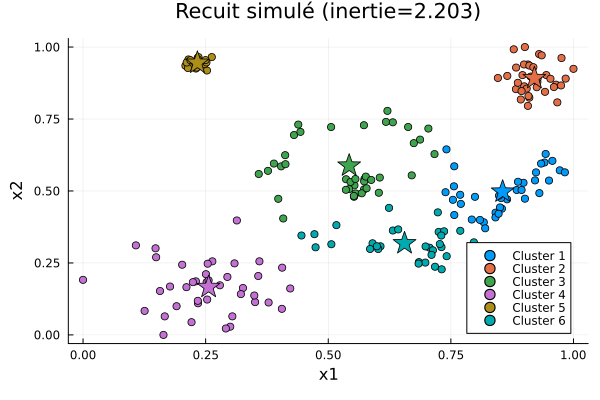 Recuit simulé (inertie=2.203)
1.00
0.75
0.50
0.25
0.00
x2
Cluster 1
Cluster 2
Cluster 3
Cluster 4
Cluster 5
Cluster 6
0.00 0.25 0.50 0.75 1.00
x1